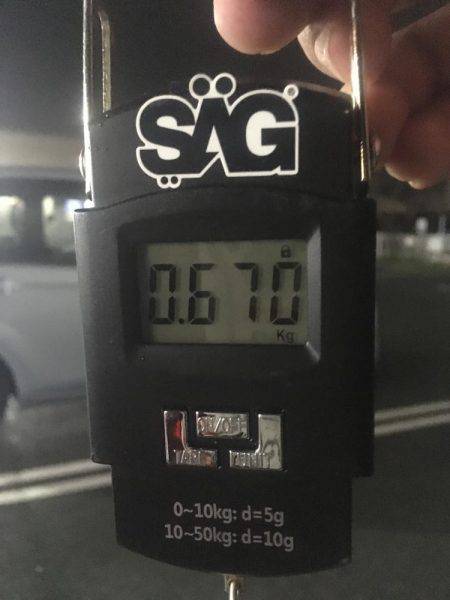 SÄG
0.670
Kg
ON/OFF
TARE UNIT
0~10kg: d=5g
10~50kg: d=10g